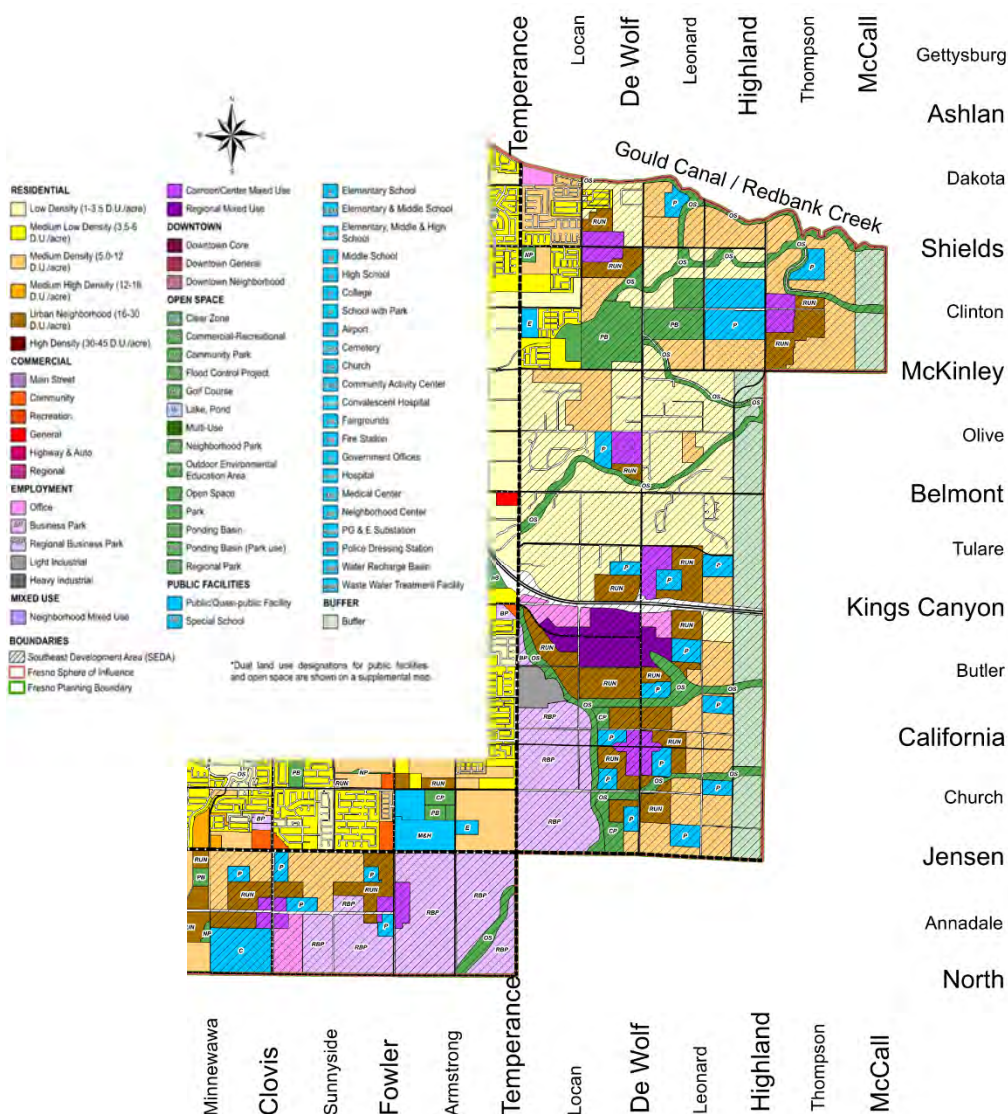 Temperance
Locan
De Wolf
Leonard
Highland
Thompson
McCall
Gettysburg
Ashlan
Dakota
Shields
Clinton
McKinley
Olive
Belmont
Tulare
Kings Canyon
Butler
California
Church
Jensen
Annadale
North
Gould Canal / Redbank Creek
RESIDENTIAL
Low Density (1-3.5 D.U./acre)
Medium Low Density (3.5-6
D.U./acre)
Medium Density (5.0-12
D.U./acre)
Medium High Density (12-16
D.U./acre)
Urban Neighborhood (16-30
D.U./acre)
High Density (30-45 D.U./acre)
COMMERCIAL
Main Street
Community
Recreation
General
Highway & Auto
Regional
EMPLOYMENT
Office
Business Park
Regional Business Park
Light Industrial
Heavy Industrial
MIXED USE
Neighborhood Mixed Use
Corridor/Center Mixed Use
Regional Mixed Use
DOWNTOWN
Downtown Core
Downtown General
Downtown Neighborhood
OPEN SPACE
Clear Zone
Commercial-Recreational
Community Park
Flood Control Project
Golf Course
Lake, Pond
Multi-Use
Neighborhood Park
Outdoor Environmental
Education Area
Open Space
Park
Ponding Basin
Ponding Basin (Park use)
Regional Park
PUBLIC FACILITIES
Public/Quasi-public Facility
Special School
Elementary School
Elementary & Middle School
Elementary, Middle & High
School
Middle School
High School
College
School with Park
Airport
Cemetery
Church
Community Activity Center
Convalescent Hospital
Fairgrounds
Fire Station
Government Offices
Hospital
Medical Center
Neighborhood Center
PG & E Substation
Police Dressing Station
Water Recharge Basin
Waste Water Treatment Facility
BUFFER
Buffer
BOUNDARIES
Southeast Development Area (SEDA)
Fresno Sphere of Influence
Fresno Planning Boundary
*Dual land use designations for public facilities
and open space are shown on a supplemental map.
OS
RUN
P
NP
E
PB
BP
RBP
CP
M&H
C
Minnewawa
Clovis
Sunnyside
Fowler
Armstrong
Temperance
Locan
De Wolf
Leonard
Highland
Thompson
McCall